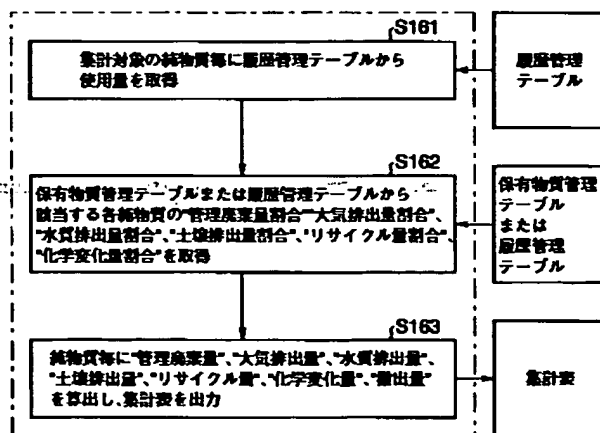 S161
集計対象の純物質毎に履歴管理テーブルから
使用量を取得
履歴管理
テーブル
S162
保有物質管理テーブルまたは履歴管理テーブルから
該当する各純物質の"管理廃棄量割合""大気排出量割合"、
"水質排出量割合"、"土壌排出量割合"、"リサイクル量割合"、
"化学変化量割合"を取得
保有物質管理
テーブル
または
履歴管理
テーブル
S163
純物質毎に"管理廃棄量"、"大気排出量"、"水質排出量"、
"土壌排出量"、"リサイクル量"、"化学変化量"、"搬出量"
を算出し、集計表を出力
集計表